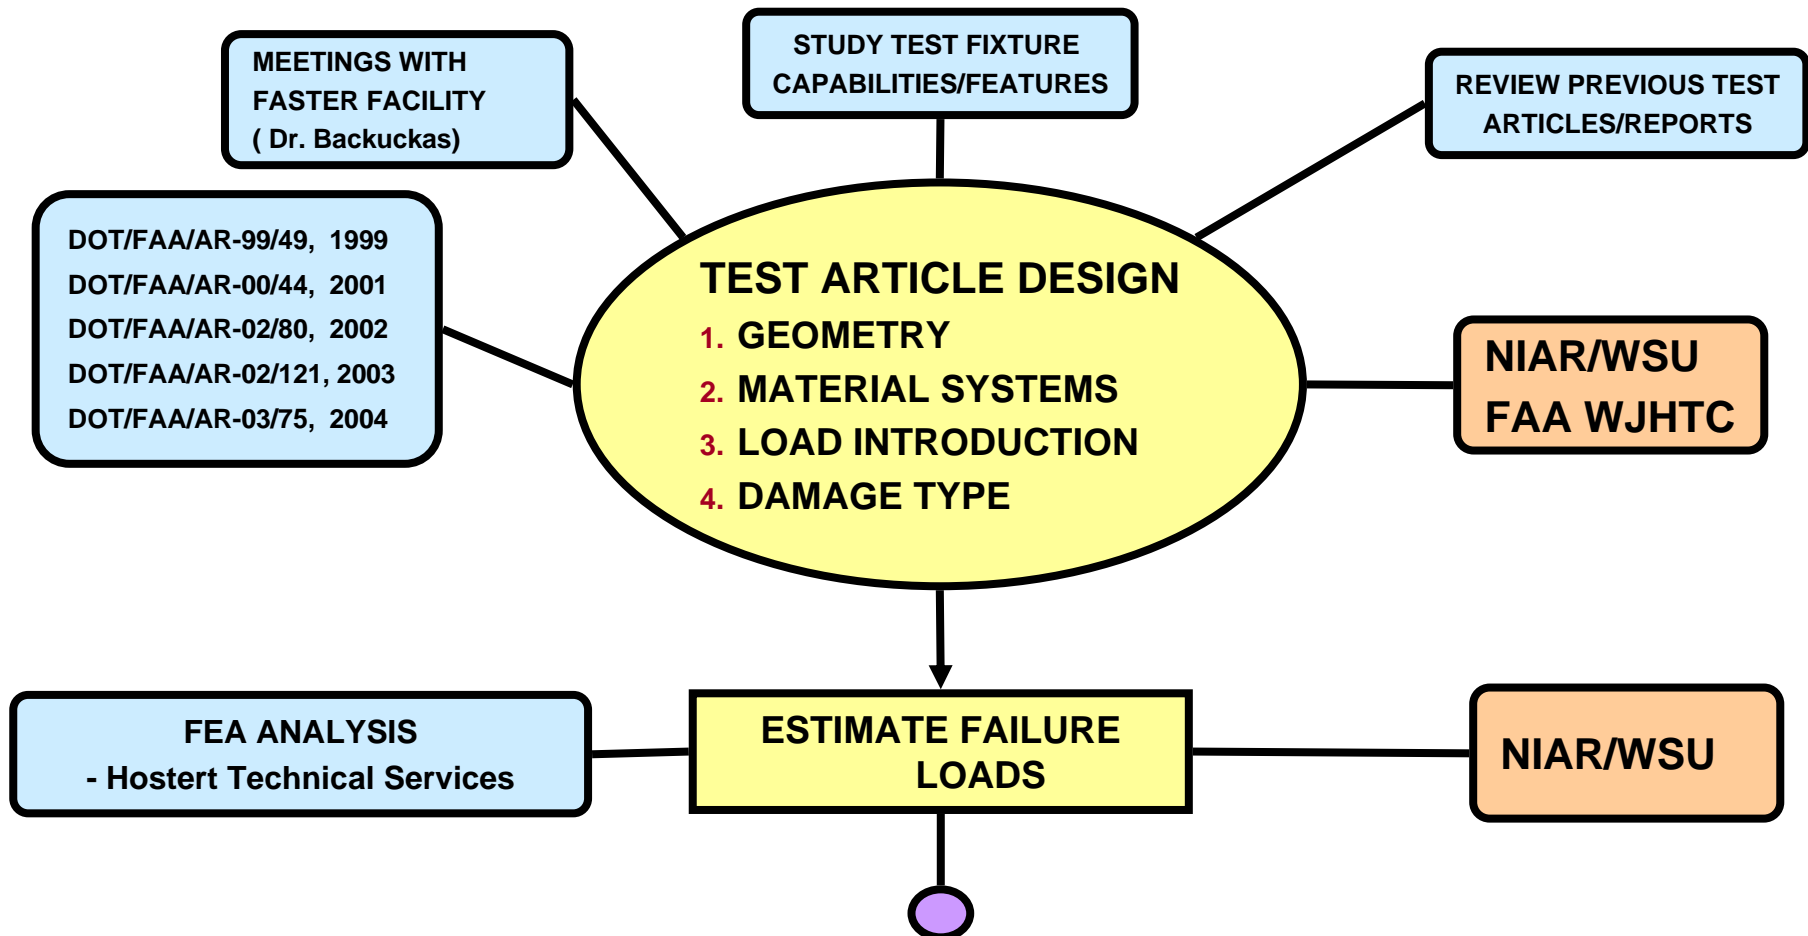 STUDY TEST FIXTURE
CAPABILITIES/FEATURES
MEETINGS WITH
FASTER FACILITY
( Dr. Backuckas)
REVIEW PREVIOUS TEST
ARTICLES/REPORTS
DOT/FAA/AR-99/49, 1999
DOT/FAA/AR-00/44, 2001
DOT/FAA/AR-02/80, 2002
DOT/FAA/AR-02/121, 2003
DOT/FAA/AR-03/75, 2004
TEST ARTICLE DESIGN
1. GEOMETRY
2. MATERIAL SYSTEMS
3. LOAD INTRODUCTION
4. DAMAGE TYPE
NIAR/WSU
FAA WJHTC
FEA ANALYSIS
- Hostert Technical Services
ESTIMATE FAILURE
LOADS
NIAR/WSU